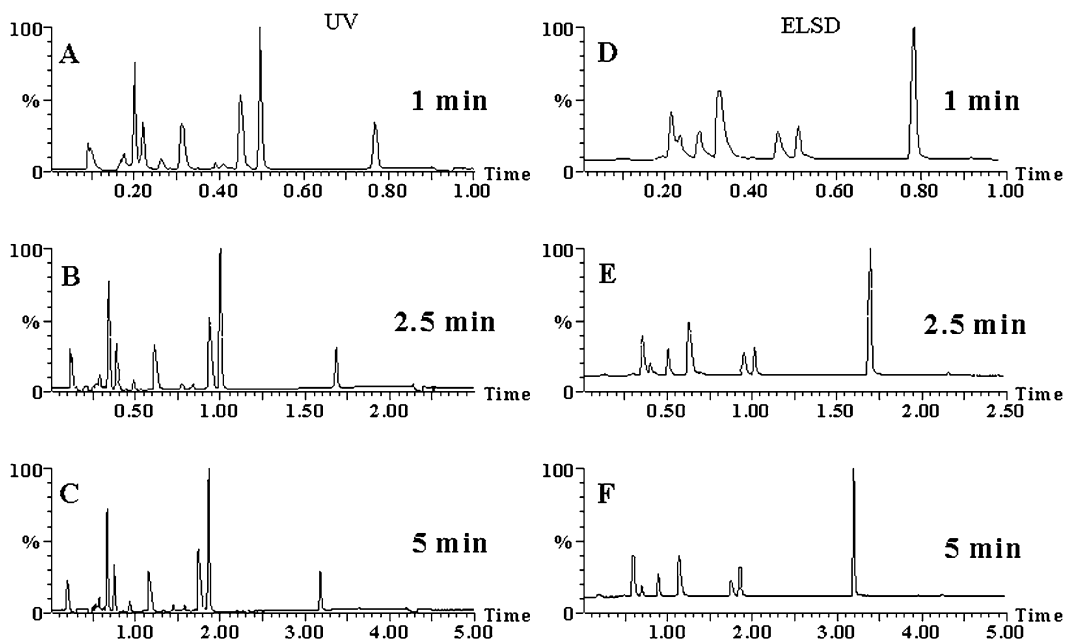 UV
100
A
%
1 min
0
Time
0.20 0.40 0.60 0.80 1.00
ELSD
100
D
%
1 min
0
Time
0.20 0.40 0.60 0.80 1.00
100
B
%
2.5 min
0
Time
0.50 1.00 1.50 2.00
100
E
%
2.5 min
0
Time
0.50 1.00 1.50 2.00 2.50
100
C
%
5 min
0
Time
1.00 2.00 3.00 4.00 5.00
100
F
%
5 min
0
Time
1.00 2.00 3.00 4.00 5.00